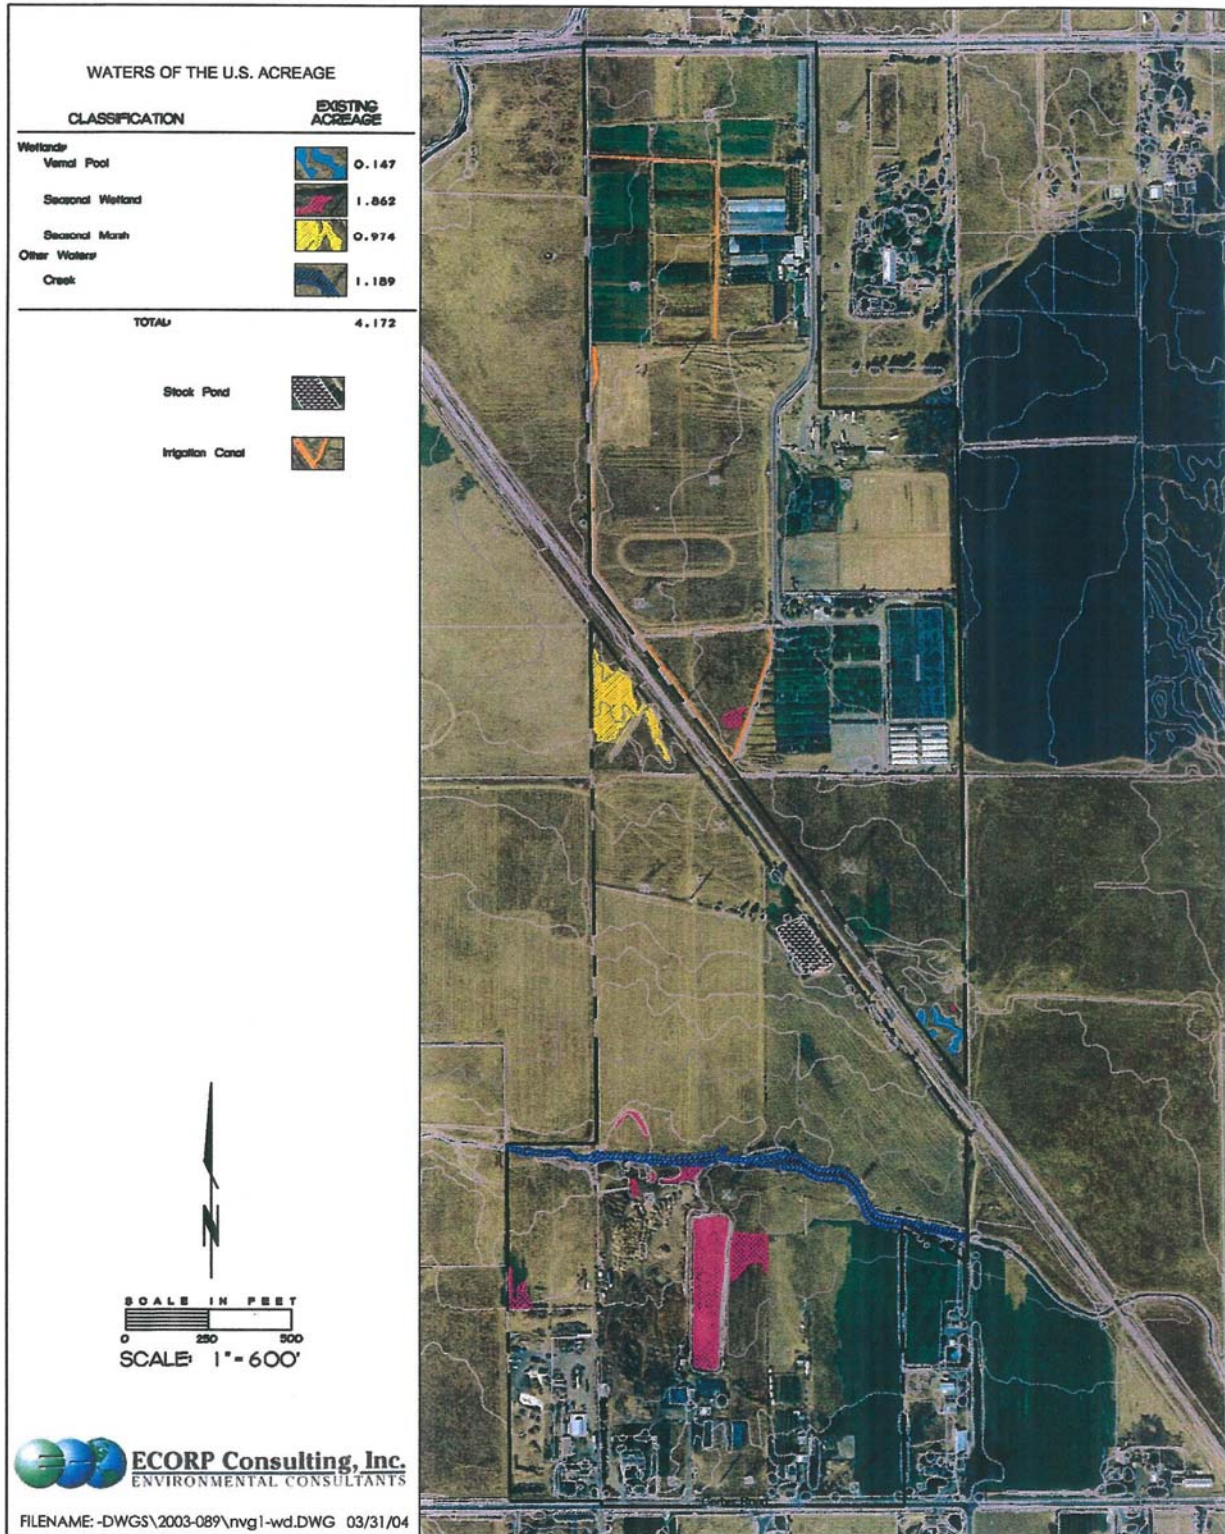 WATERS OF THE U.S. ACREAGE
CLASSIFICATION EXISTING ACREAGE
Wetlands
Vernal Pool 0.147
Seasonal Wetland 1.862
Seasonal Marsh 0.974
Other Waters
Creek 1.189
TOTAL: 4.172
Stock Pond
Irrigation Canal
N
SCALE IN FEET
0 250 500
SCALE: 1"=600'
ECORP Consulting, Inc.
ENVIRONMENTAL CONSULTANTS
FILENAME: -DWGS\2003-089\nvg1-wd.DWG 03/31/04